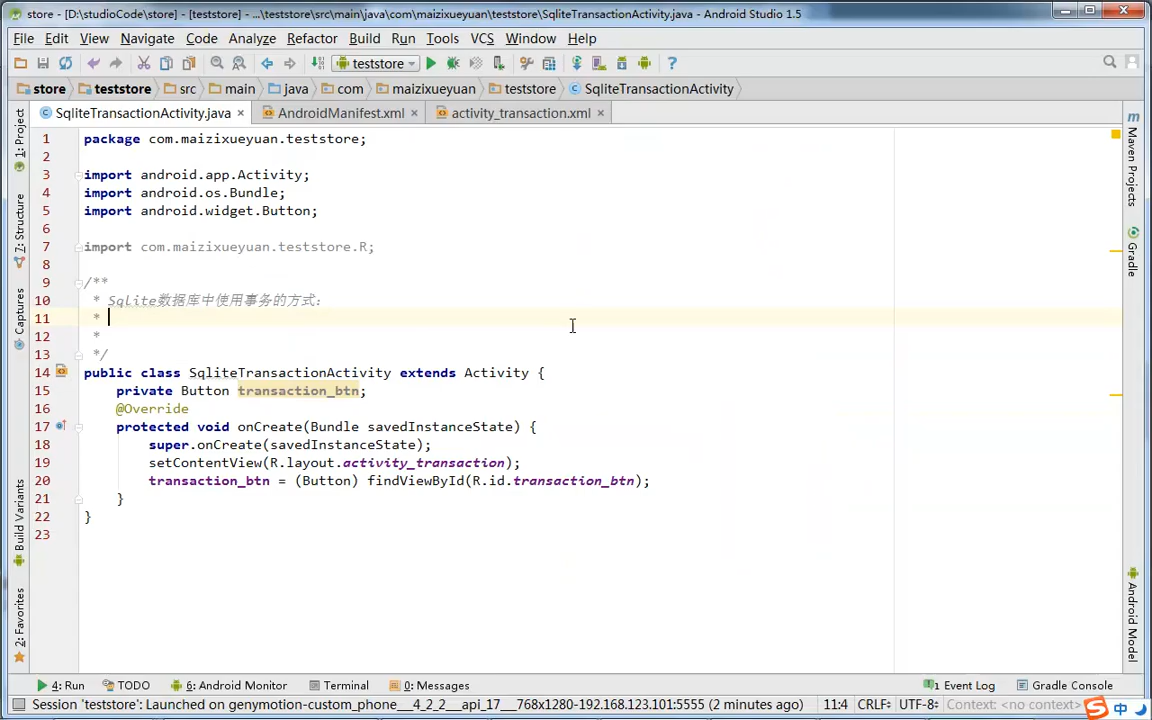 store - [D:\studioCode\store] - [teststore] - ...\teststore\src\main\java\com\maizixueyuan\teststore\SqliteTransactionActivity.java - Android Studio 1.5
File Edit View Navigate Code Analyze Refactor Build Run Tools VCS Window Help
teststore
store teststore src main java com maizixueyuan teststore SqliteTransactionActivity
SqliteTransactionActivity.java AndroidManifest.xml activity_transaction.xml
1 package com.maizixueyuan.teststore;
2
3 import android.app.Activity;
4 import android.os.Bundle;
5 import android.widget.Button;
6
7 import com.maizixueyuan.teststore.R;
8
9 /**
10 * Sqlite数据库中使用事务的方式:
11 *
12 *
13 */
14 public class SqliteTransactionActivity extends Activity {
15 private Button transaction_btn;
16 @Override
17 protected void onCreate(Bundle savedInstanceState) {
18 super.onCreate(savedInstanceState);
19 setContentView(R.layout.activity_transaction);
20 transaction_btn = (Button) findViewById(R.id.transaction_btn);
21 }
22 }
23
1: Project
7: Structure
Captures
Build Variants
2: Favorites
Maven Projects
Gradle
Android Model
4: Run TODO 6: Android Monitor Terminal 0: Messages 1 Event Log Gradle Console
Session 'teststore': Launched on genymotion-custom_phone__4_2_2__api_17__768x1280-192.168.123.101:5555 (2 minutes ago) 11:4 CRLF UTF-8 Context: <no context> 中